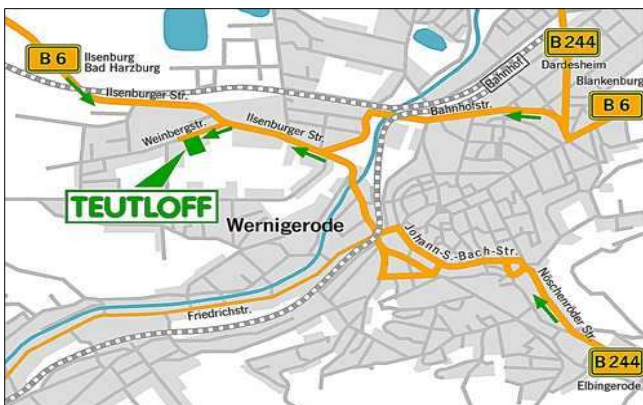 B 6
Ilsenburg
Bad Harzburg
B 244
Dardesheim
Blankenburg
B 6
Bahnhof
Ilsenburger Str.
Bahnhofstr.
Weinbergstr.
Ilsenburger Str.
TEUTLOFF
Wernigerode
Johann-S.-Bach-Str.
Nöschenröder Str.
Friedrichstr.
B 244
Elbingerode